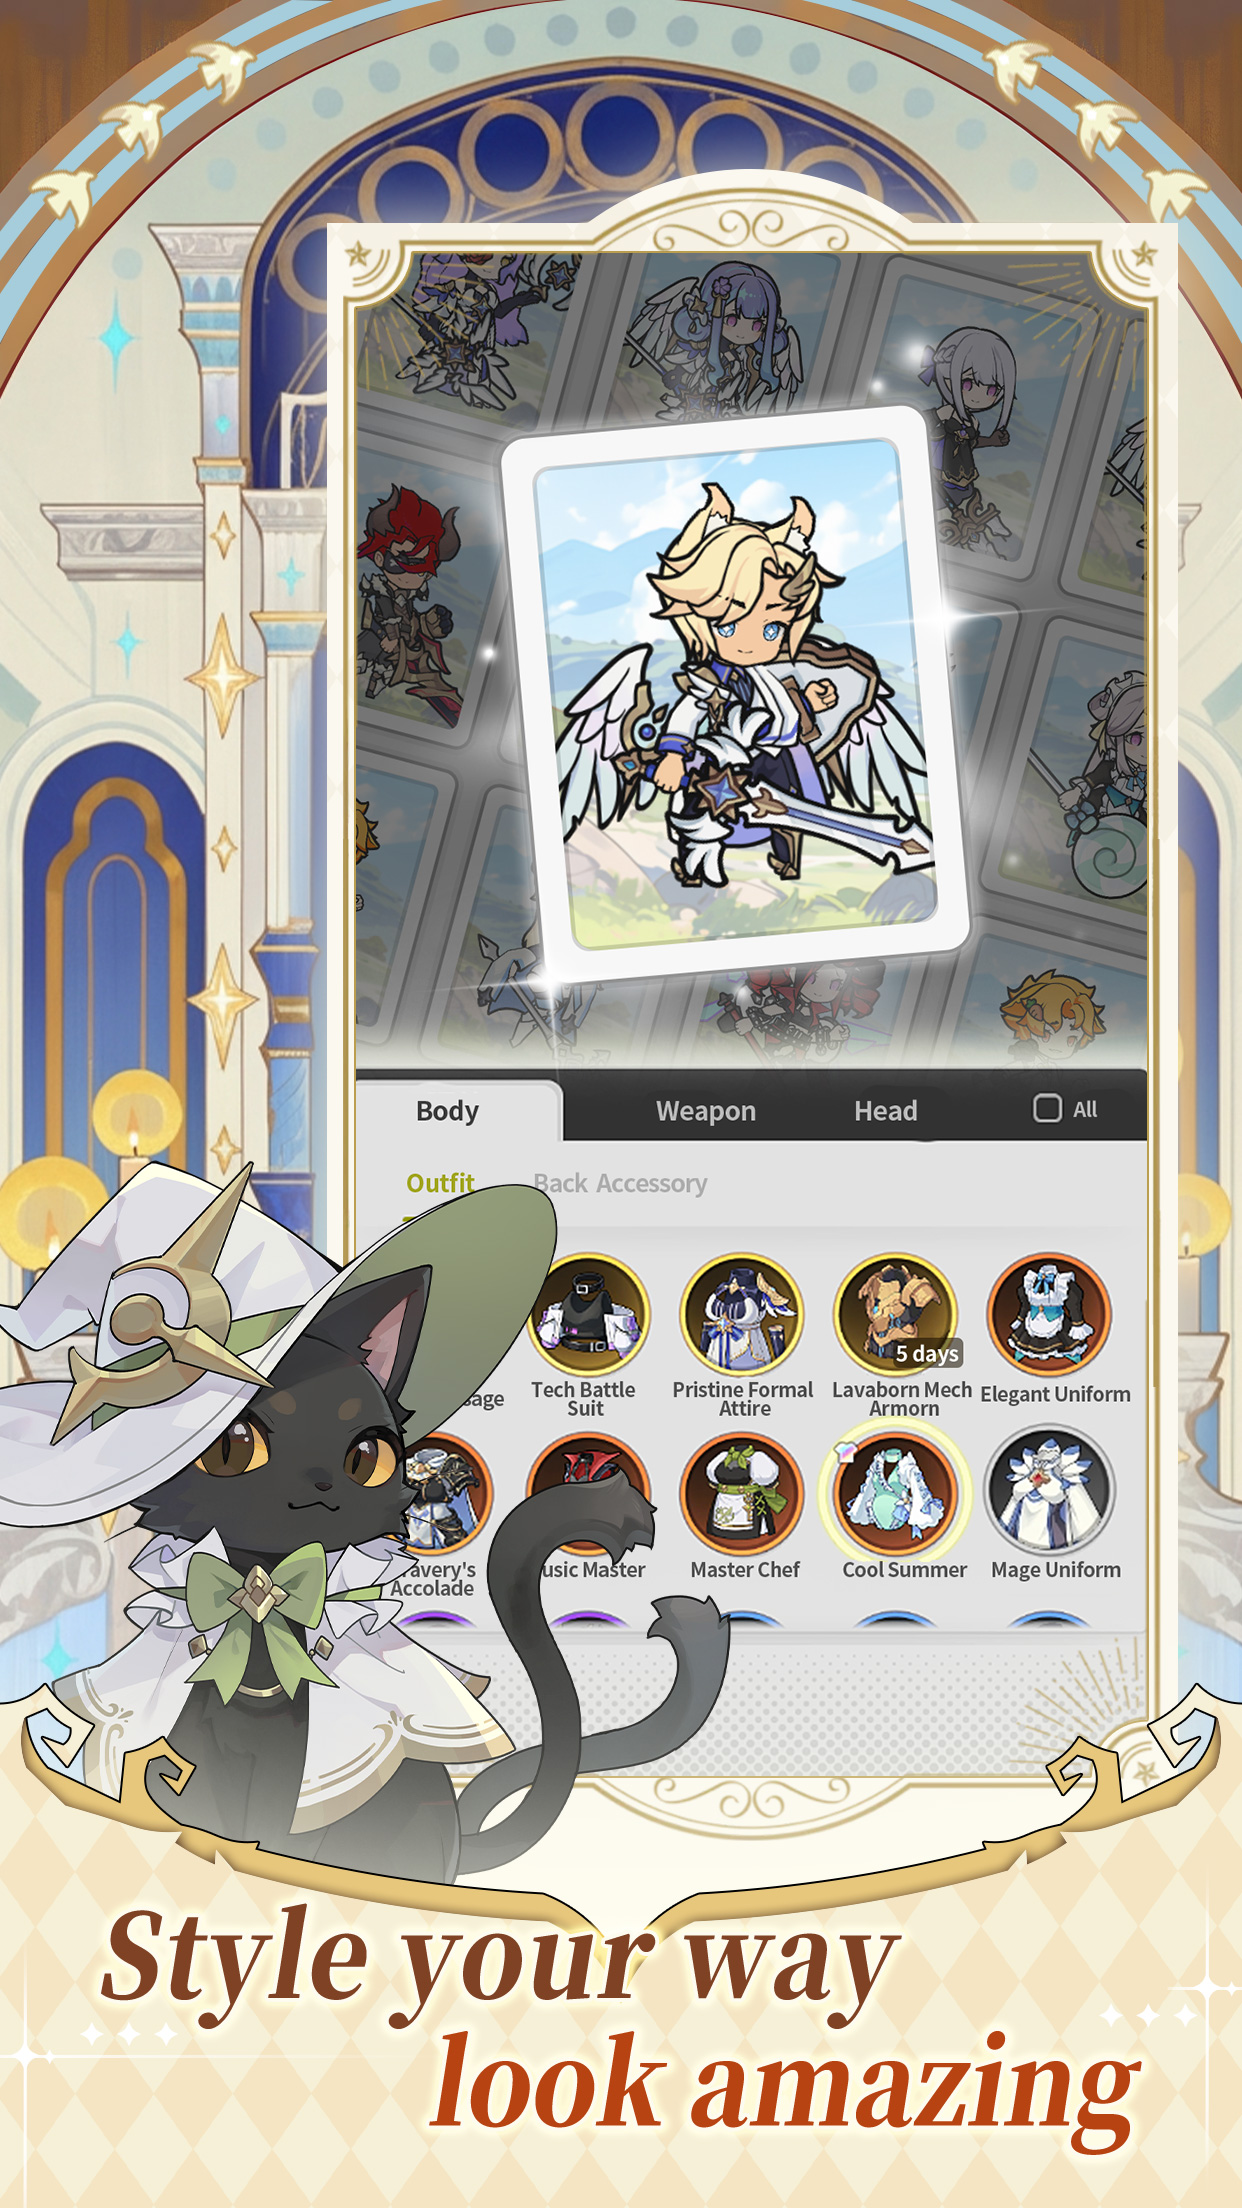 Body Weapon Head All
Outfit Back Accessory
5 days
Tech Battle
Suit
Pristine Formal
Attire
Lavaborn Mech
Armorn
Elegant Uniform
Accolade
Master
Master Chef
Cool Summer
Mage Uniform
Style your way
look amazing